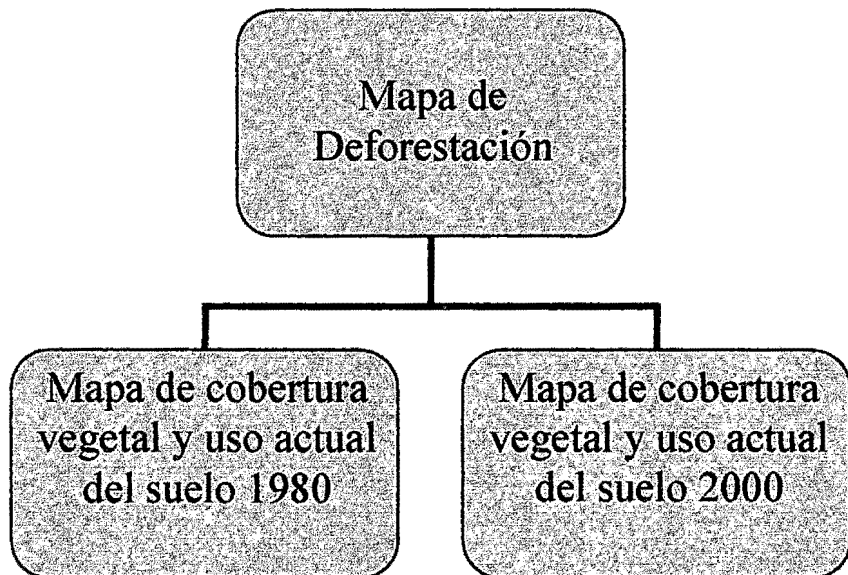 Mapa de
Deforestación
Mapa de cobertura
vegetal y uso actual
del suelo 1980
Mapa de cobertura
vegetal y uso actual
del suelo 2000